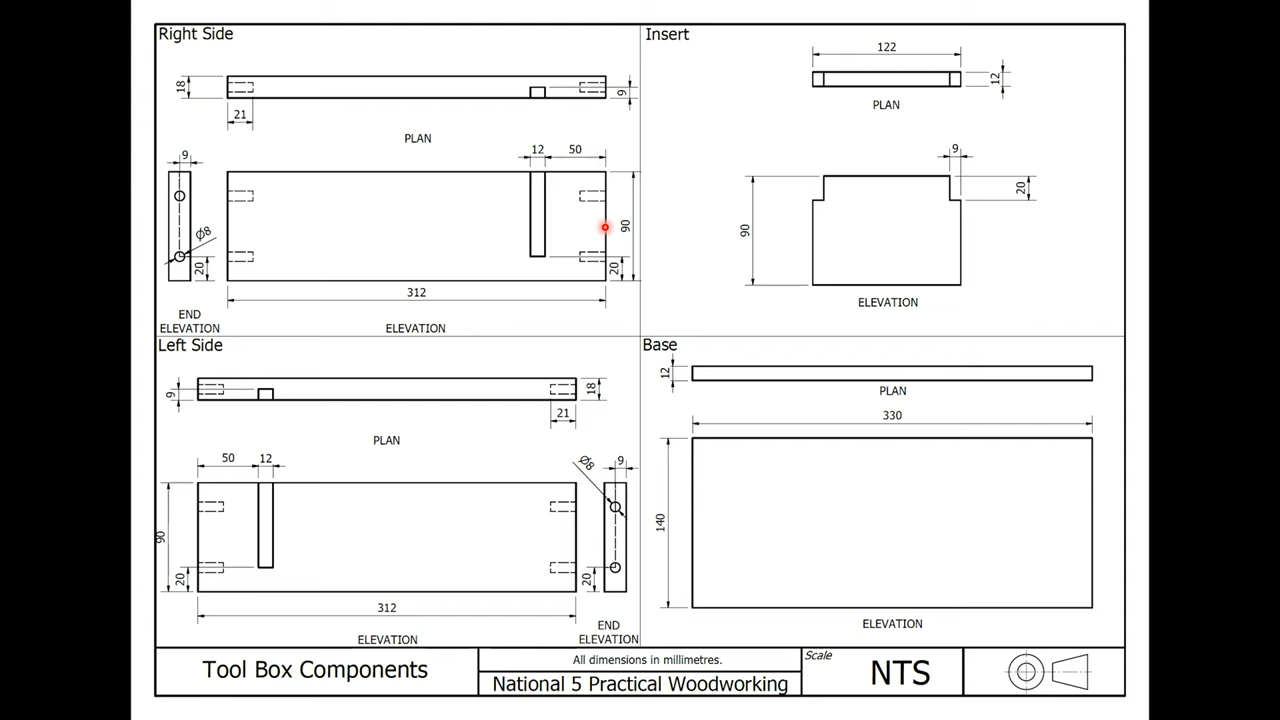 Right Side
18
21
9
PLAN
9
12
50
Ø8
20
90
20
312
END
ELEVATION
ELEVATION
Insert
122
12
PLAN
9
20
90
ELEVATION
Left Side
9
18
21
PLAN
50
12
Ø8
9
90
20
20
312
END
ELEVATION
ELEVATION
Base
12
PLAN
330
140
ELEVATION
Tool Box Components
All dimensions in millimetres.
National 5 Practical Woodworking
Scale
NTS